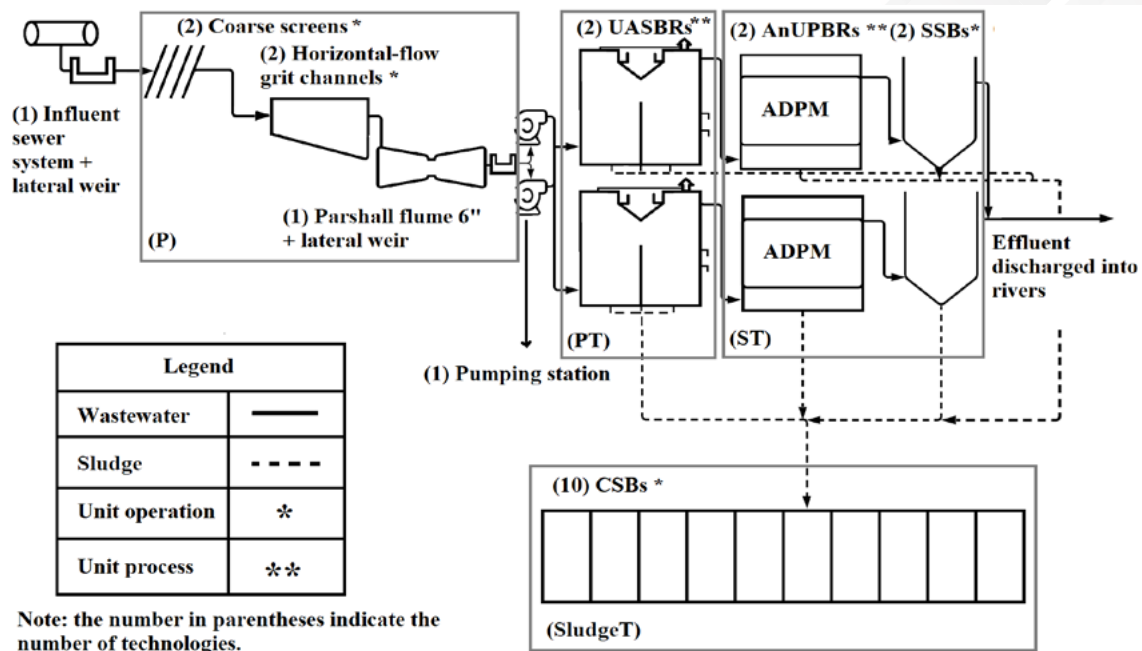 (2) Coarse screens *
(2) Horizontal-flow
grit channels *
(1) Influent
sewer
system +
lateral weir
(1) Parshall flume 6"
+ lateral weir
(P)
(1) Pumping station
(2) UASBRs**
(PT)
(2) AnUPBRs **
(2) SSBs*
ADPM
ADPM
(ST)
Effluent
discharged into
rivers
Legend
Wastewater
Sludge
Unit operation *
Unit process **
Note: the number in parentheses indicate the
number of technologies.
(10) CSBs *
(SludgeT)